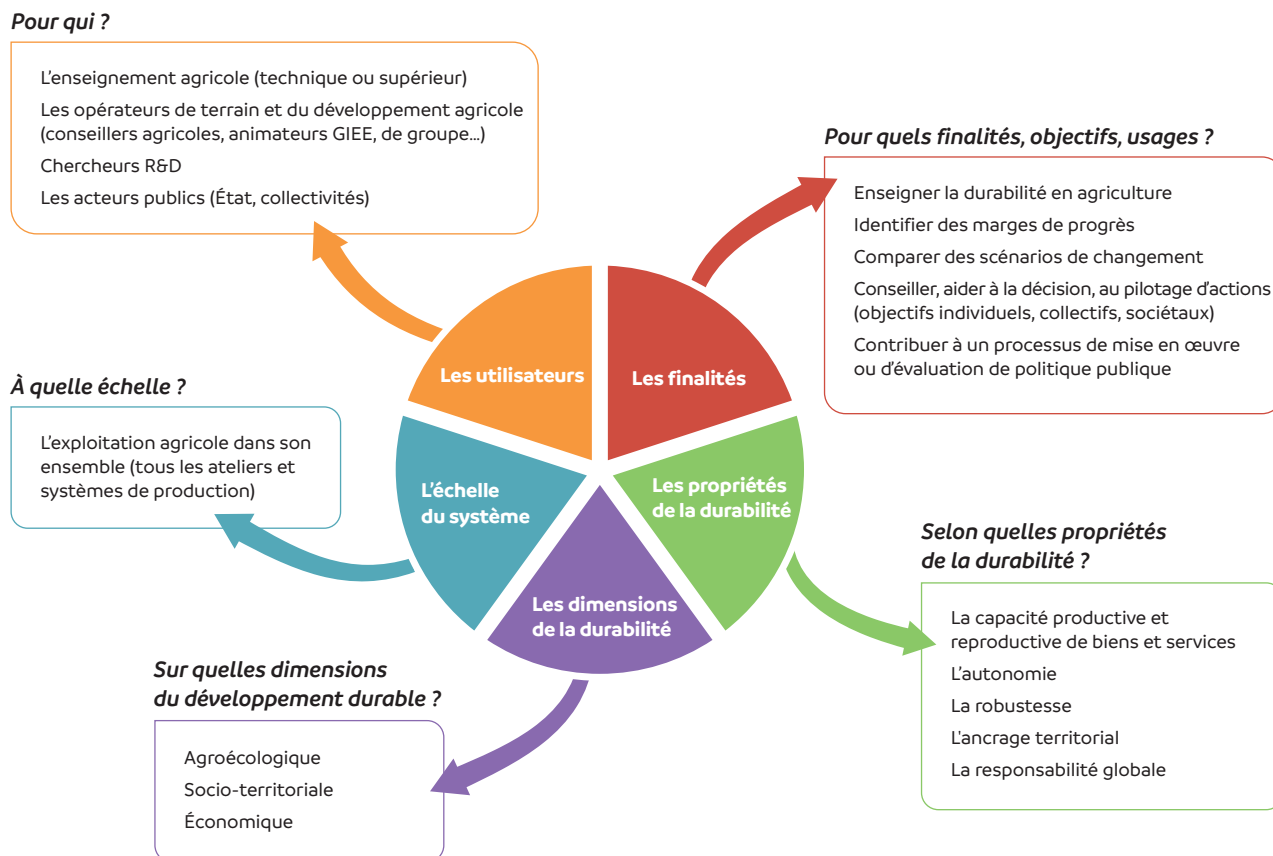 Pour qui ?
L'enseignement agricole (technique ou supérieur)
Les opérateurs de terrain et du développement agricole
(conseillers agricoles, animateurs GIEE, de groupe...)
Chercheurs R&D
Les acteurs publics (État, collectivités)
Pour quels finalités, objectifs, usages ?
Enseigner la durabilité en agriculture
Identifier des marges de progrès
Comparer des scénarios de changement
Conseiller, aider à la décision, au pilotage d'actions
(objectifs individuels, collectifs, sociétaux)
Contribuer à un processus de mise en œuvre
ou d'évaluation de politique publique
Les utilisateurs
Les finalités
À quelle échelle ?
L'exploitation agricole dans son
ensemble (tous les ateliers et
systèmes de production)
L'échelle
du système
Les propriétés
de la durabilité
Les dimensions
de la durabilité
Selon quelles propriétés
de la durabilité ?
La capacité productive et
reproductive de biens et services
L'autonomie
La robustesse
L'ancrage territorial
La responsabilité globale
Sur quelles dimensions
du développement durable ?
Agroécologique
Socio-territoriale
Économique